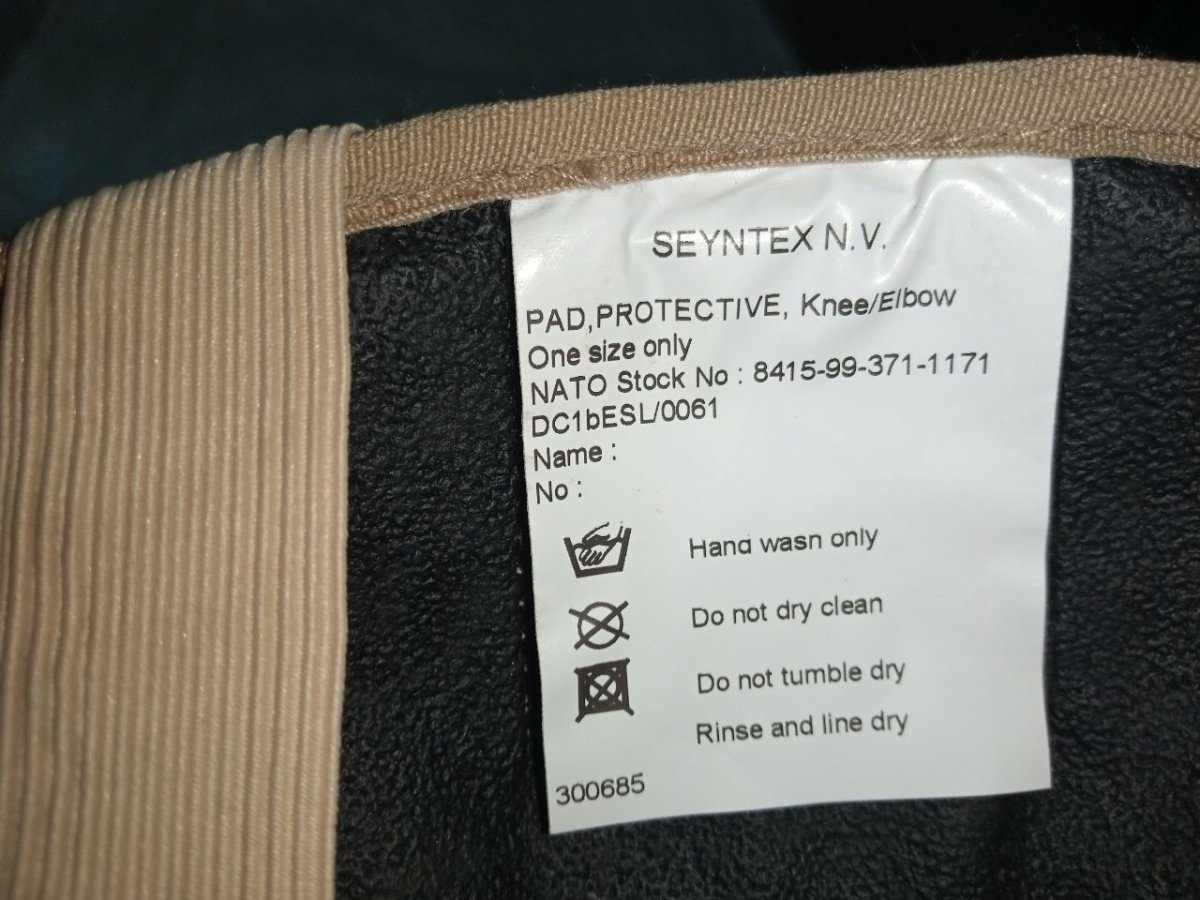 SEYNTEX N.V.
PAD,PROTECTIVE, Knee/Elbow
One size only
NATO Stock No : 8415-99-371-1171
DC1bESL/0061
Name :
No :
Hand wash only
Do not dry clean
Do not tumble dry
Rinse and line dry
300685